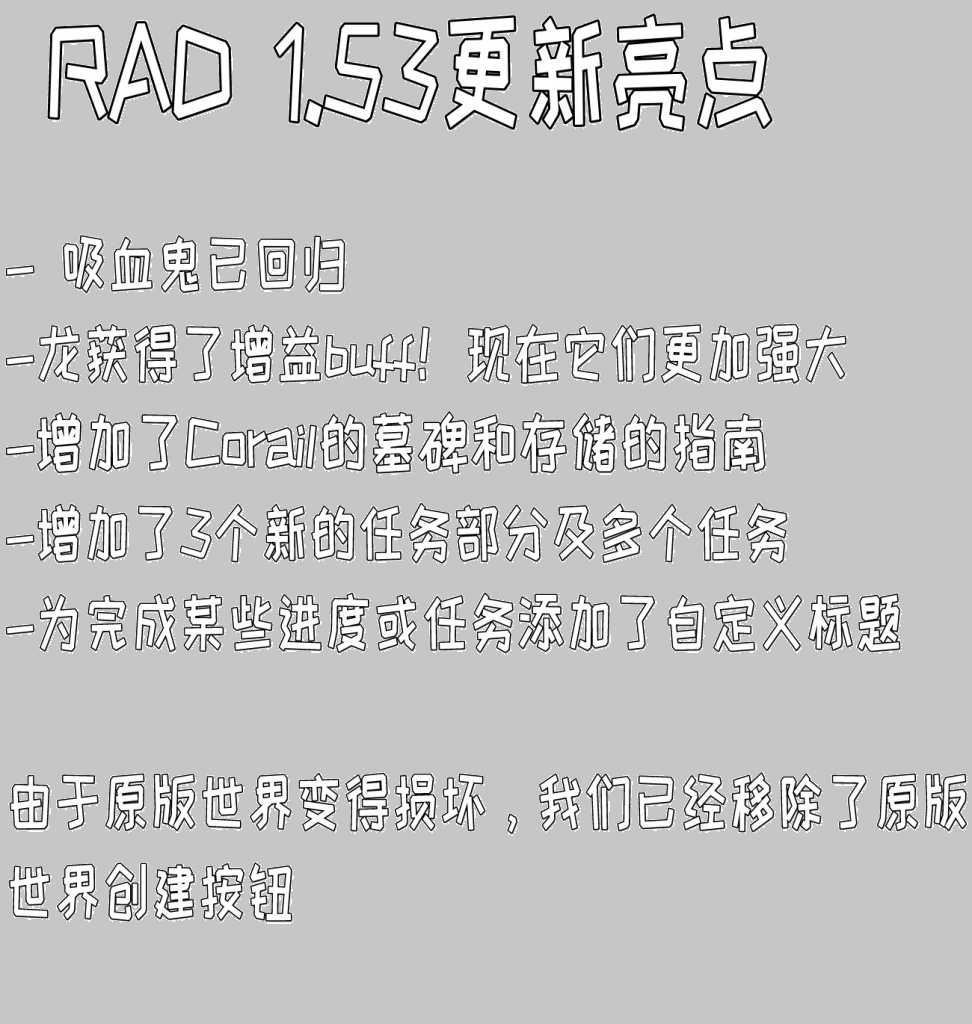 RAD 1.53更新亮点
- 吸血鬼已回归
-龙获得了增益buff! 现在它们更加强大
-增加了Corail的墓碑和存储的指南
-增加了3个新的任务部分及多个任务
-为完成某些进度或任务添加了自定义标题
由于原版世界变得损坏，我们已经移除了原版
世界创建按钮